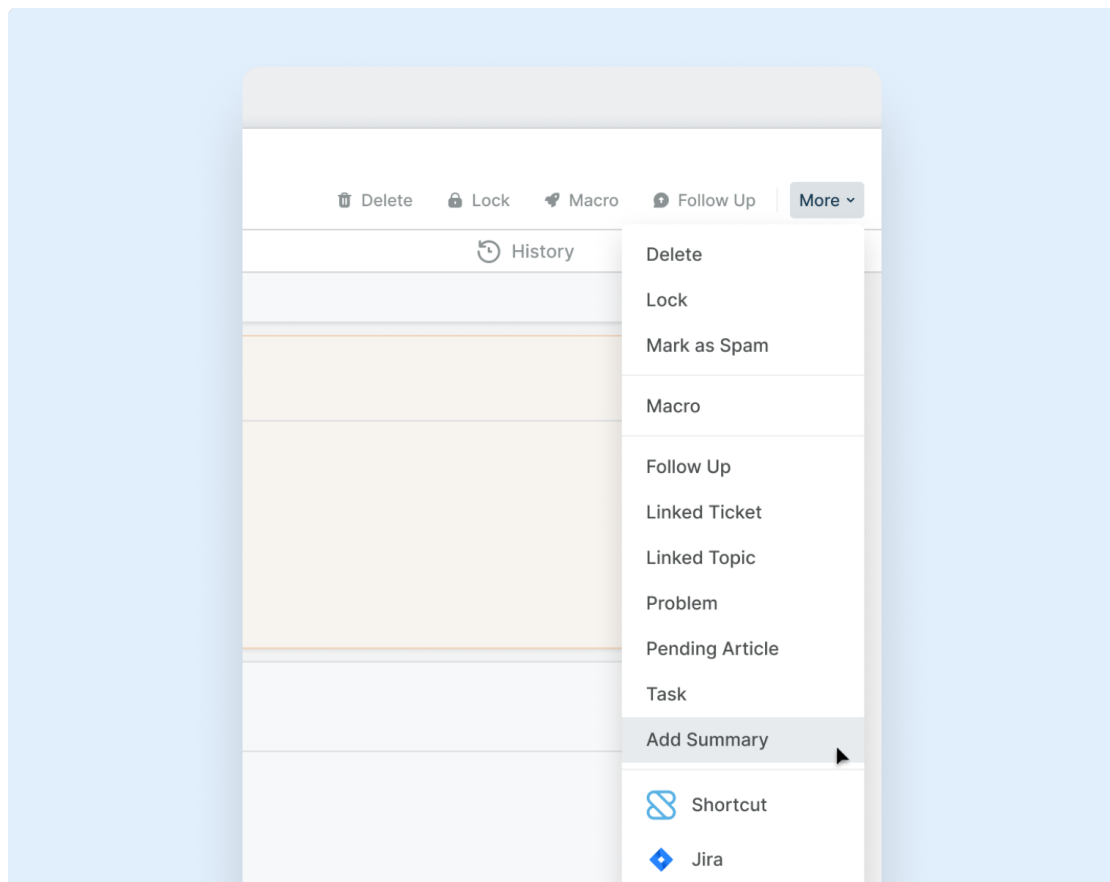 Delete Lock Macro Follow Up More
History
Delete
Lock
Mark as Spam
Macro
Follow Up
Linked Ticket
Linked Topic
Problem
Pending Article
Task
Add Summary
Shortcut
Jira